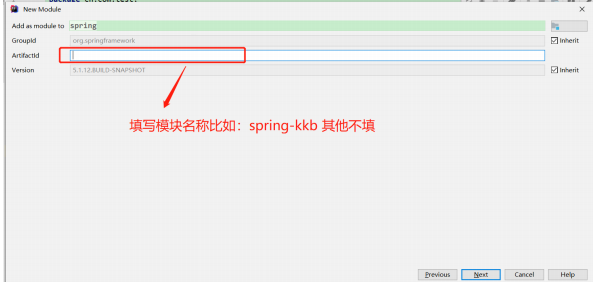 New Module
Add as module to spring
GroupId org.springframework Inherit
ArtifactId
Version 5.1.12.BUILD-SNAPSHOT Inherit
填写模块名称比如：spring-kkb 其他不填
Previous Next Cancel Help